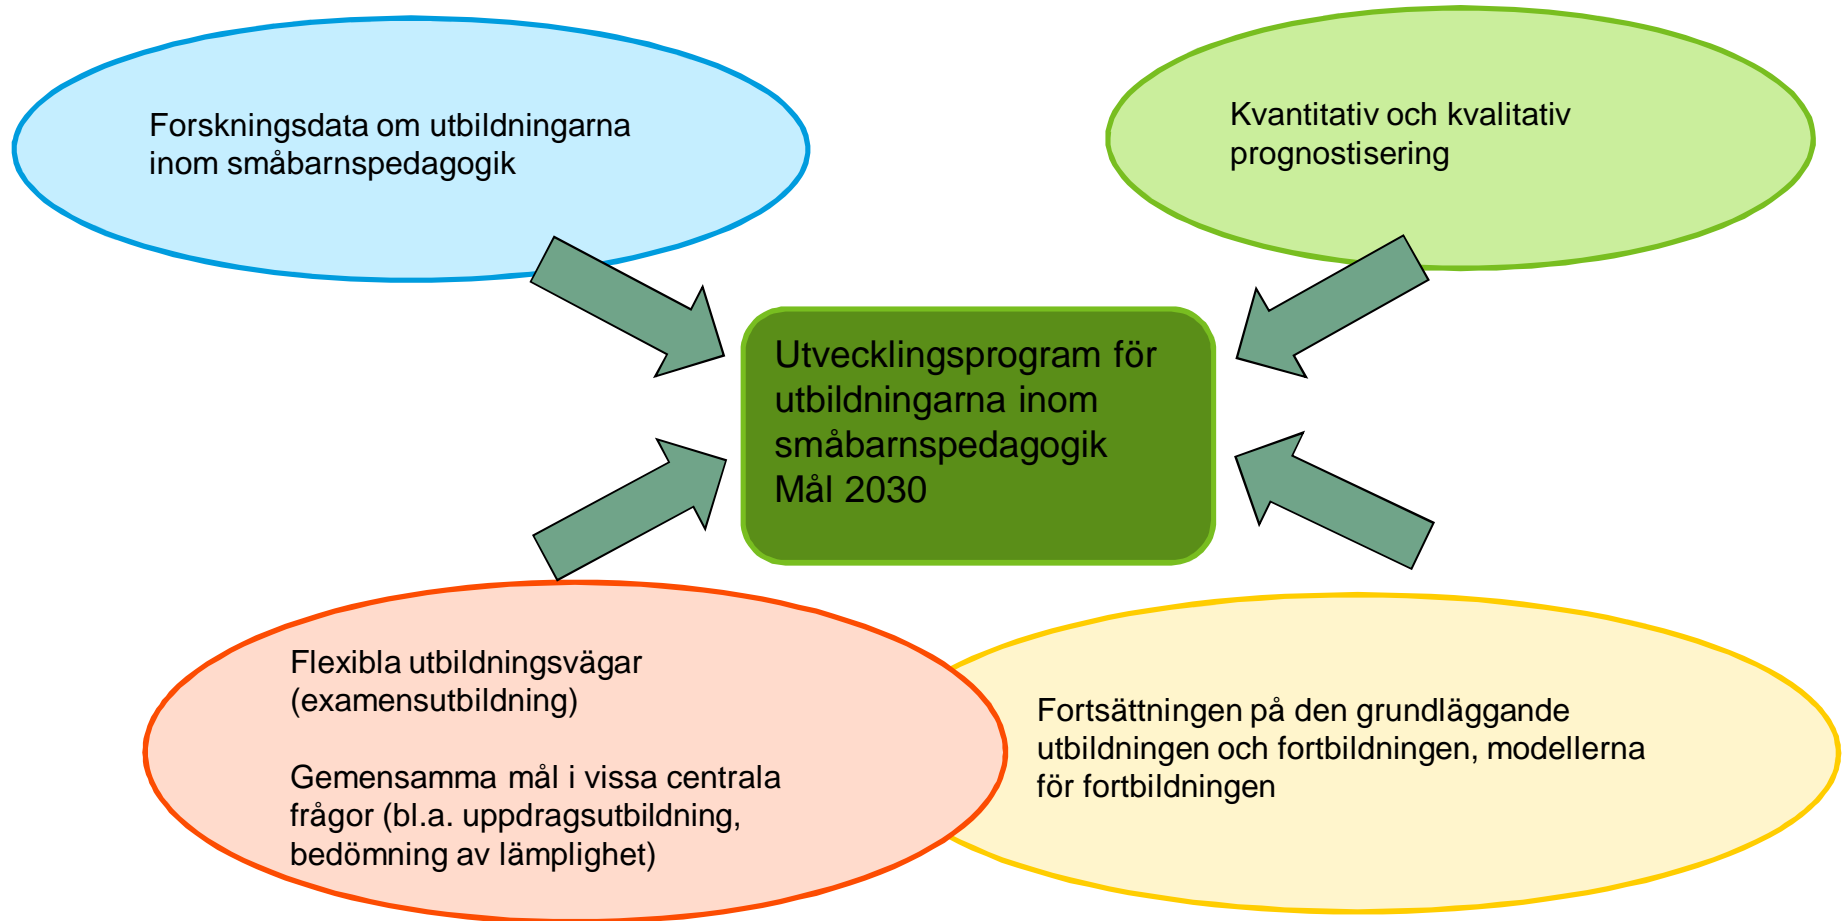 Forskningsdata om utbildningarna
inom småbarnspedagogik
Kvantitativ och kvalitativ
prognostisering
Utvecklingsprogram för
utbildningarna inom
småbarnspedagogik
Mål 2030
Flexibla utbildningsvägar
(examensutbildning)
Gemensamma mål i vissa centrala
frågor (bl.a. uppdragsutbildning,
bedömning av lämplighet)
Fortsättningen på den grundläggande
utbildningen och fortbildningen, modellerna
för fortbildningen